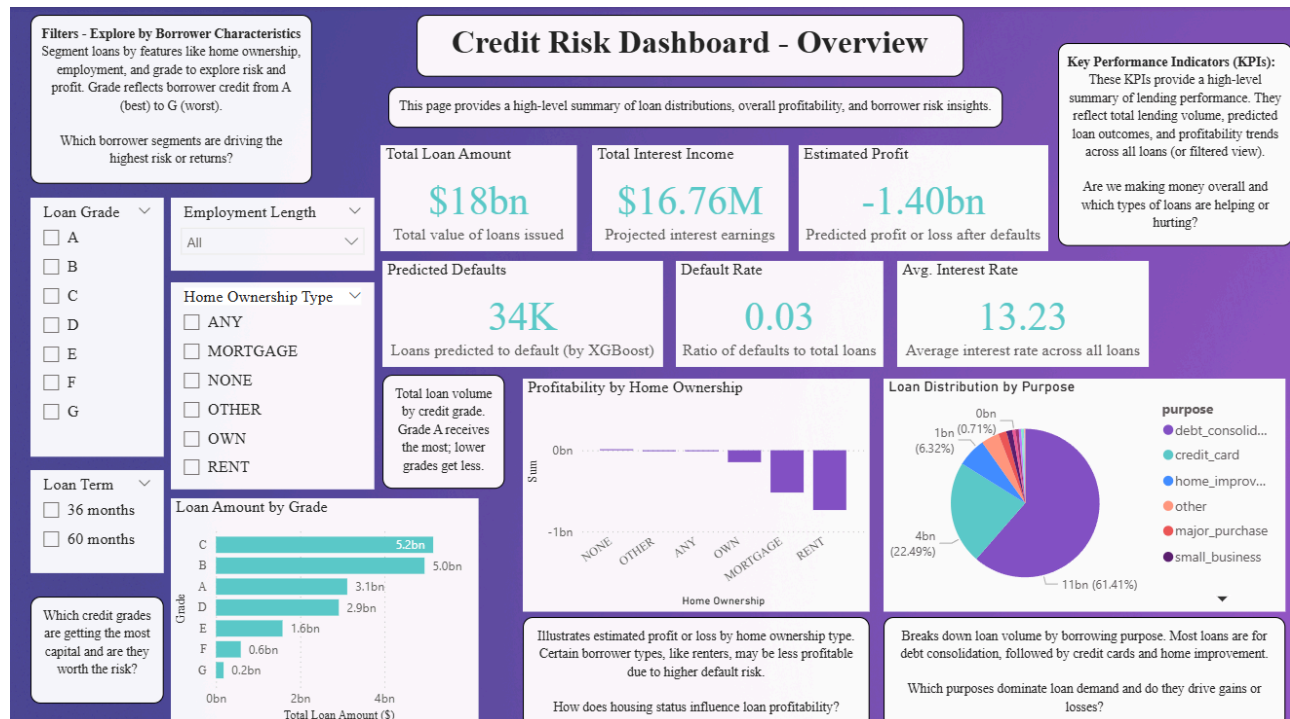 Filters - Explore by Borrower Characteristics
Segment loans by features like home ownership,
employment, and grade to explore risk and
profit. Grade reflects borrower credit from A
(best) to G (worst).
Which borrower segments are driving the
highest risk or returns?
Credit Risk Dashboard - Overview
This page provides a high-level summary of loan distributions, overall profitability, and borrower risk insights.
Key Performance Indicators (KPIs):
These KPIs provide a high-level
summary of lending performance. They
reflect total lending volume, predicted
loan outcomes, and profitability trends
across all loans (or filtered view).
Are we making money overall and
which types of loans are helping or
hurting?
Total Loan Amount
$18bn
Total value of loans issued
Total Interest Income
$16.76M
Projected interest earnings
Estimated Profit
-1.40bn
Predicted profit or loss after defaults
Loan Grade
A
B
C
D
E
F
G
Employment Length
All
Home Ownership Type
ANY
MORTGAGE
NONE
OTHER
OWN
RENT
Predicted Defaults
34K
Loans predicted to default (by XGBoost)
Default Rate
0.03
Ratio of defaults to total loans
Avg. Interest Rate
13.23
Average interest rate across all loans
Loan Term
36 months
60 months
Total loan volume
by credit grade.
Grade A receives
the most; lower
grades get less.
Profitability by Home Ownership
0bn
-1bn
Sum
NONE
OTHER
ANY
OWN
MORTGAGE
RENT
Home Ownership
Loan Distribution by Purpose
0bn
(0.71%)
1bn
(6.32%)
4bn
(22.49%)
11bn (61.41%)
purpose
debt_consolid...
credit_card
home_improv...
other
major_purchase
small_business
Which credit grades
are getting the most
capital and are they
worth the risk?
Loan Amount by Grade
Grade
C 5.2bn
B 5.0bn
A 3.1bn
D 2.9bn
E 1.6bn
F 0.6bn
G 0.2bn
0bn 2bn 4bn
Total Loan Amount ($)
Illustrates estimated profit or loss by home ownership type.
Certain borrower types, like renters, may be less profitable
due to higher default risk.
How does housing status influence loan profitability?
Breaks down loan volume by borrowing purpose. Most loans are for
debt consolidation, followed by credit cards and home improvement.
Which purposes dominate loan demand and do they drive gains or
losses?